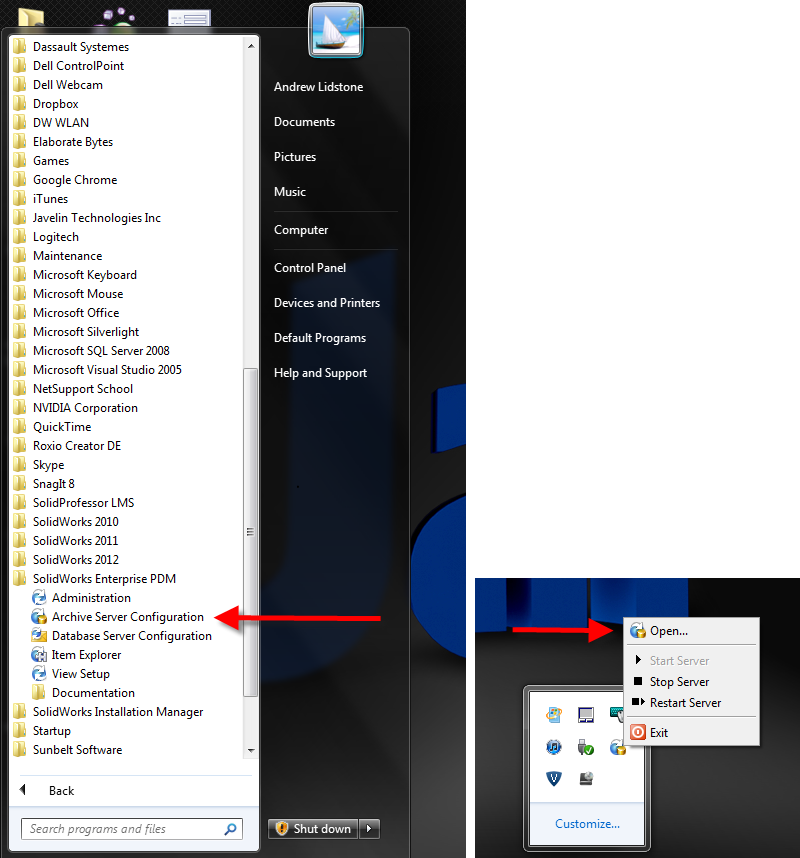 Dassault Systemes
Dell ControlPoint
Dell Webcam
Dropbox
DW WLAN
Elaborate Bytes
Games
Google Chrome
iTunes
Javelin Technologies Inc
Logitech
Maintenance
Microsoft Keyboard
Microsoft Mouse
Microsoft Office
Microsoft Silverlight
Microsoft SQL Server 2008
Microsoft Visual Studio 2005
NetSupport School
NVIDIA Corporation
QuickTime
Roxio Creator DE
Skype
SnagIt 8
SolidProfessor LMS
SolidWorks 2010
SolidWorks 2011
SolidWorks 2012
SolidWorks Enterprise PDM
Administration
Archive Server Configuration
Database Server Configuration
Item Explorer
View Setup
Documentation
SolidWorks Installation Manager
Startup
Sunbelt Software
Back
Search programs and files
Andrew Lidstone
Documents
Pictures
Music
Computer
Control Panel
Devices and Printers
Default Programs
Help and Support
Shut down
Open...
Start Server
Stop Server
Restart Server
Exit
Customize...